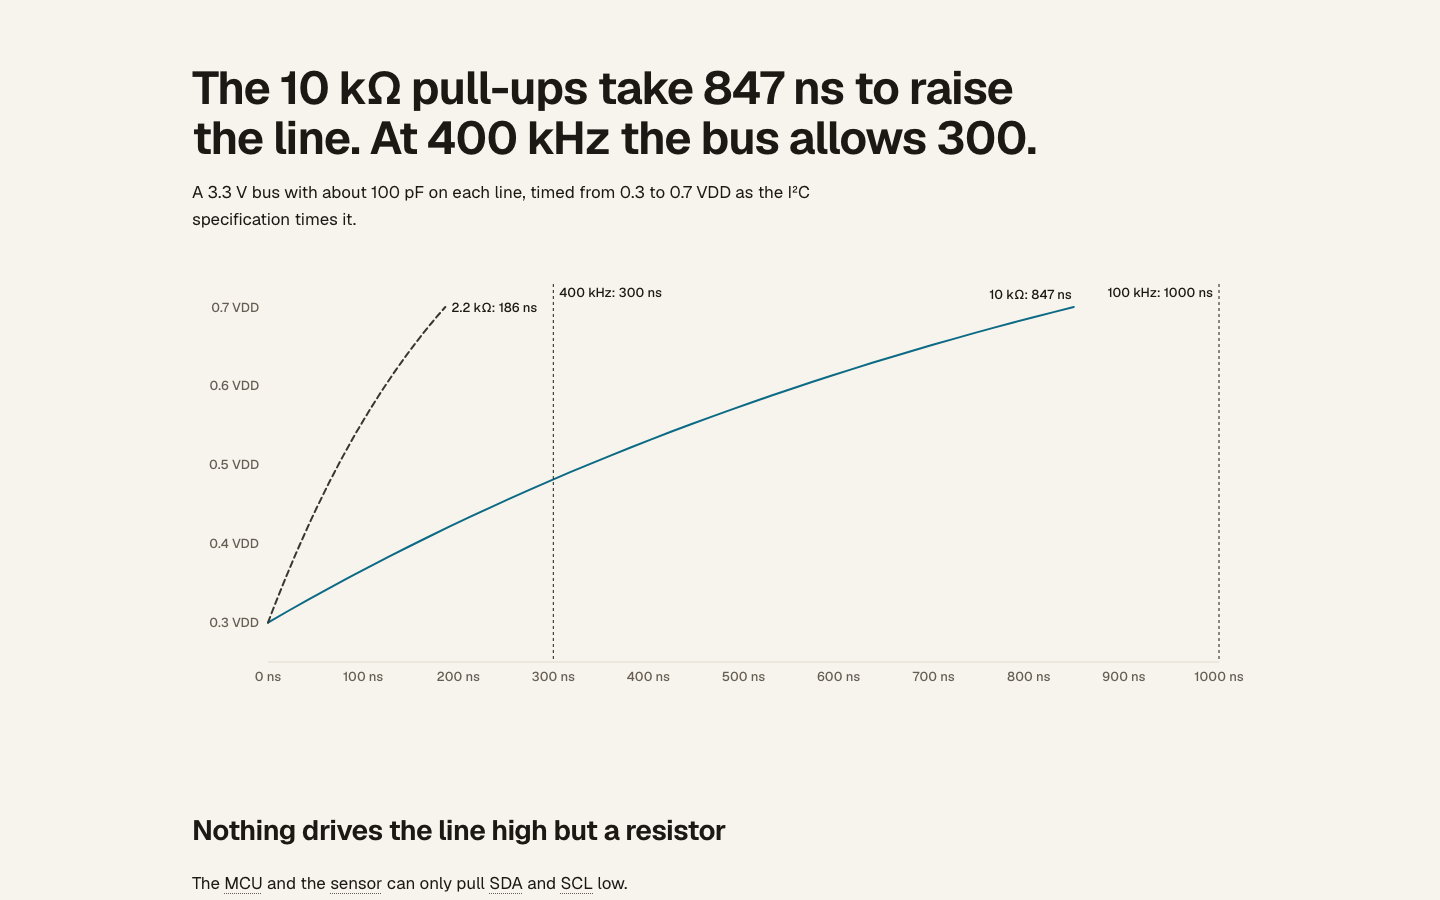 The 10 kΩ pull-ups take 847 ns to raise
the line. At 400 kHz the bus allows 300.
A 3.3 V bus with about 100 pF on each line, timed from 0.3 to 0.7 VDD as the I²C
specification times it.
400 kHz: 300 ns
10 kΩ: 847 ns
100 kHz: 1000 ns
0.7 VDD
2.2 kΩ: 186 ns
0.6 VDD
0.5 VDD
0.4 VDD
0.3 VDD
0 ns
100 ns
200 ns
300 ns
400 ns
500 ns
600 ns
700 ns
800 ns
900 ns
1000 ns
Nothing drives the line high but a resistor
The MCU and the sensor can only pull SDA and SCL low.